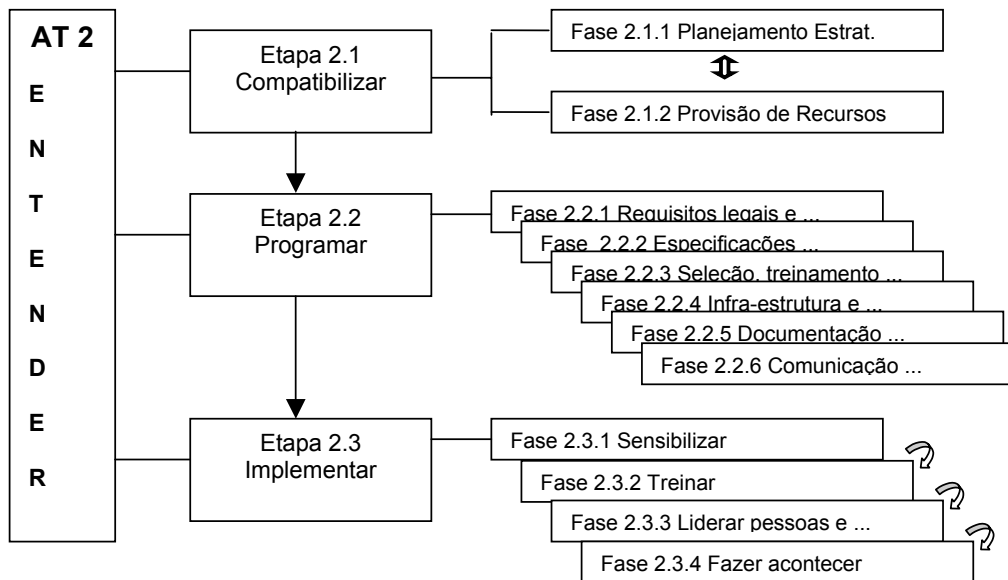 AT 2
E
N
T
E
N
D
E
R
Etapa 2.1
Compatibilizar
Fase 2.1.1 Planejamento Estrat.
Fase 2.1.2 Provisão de Recursos
Etapa 2.2
Programar
Fase 2.2.1 Requisitos legais e ...
Fase 2.2.2 Especificações ...
Fase 2.2.3 Seleção, treinamento ...
Fase 2.2.4 Infra-estrutura e ...
Fase 2.2.5 Documentação ...
Fase 2.2.6 Comunicação ...
Etapa 2.3
Implementar
Fase 2.3.1 Sensibilizar
Fase 2.3.2 Treinar
Fase 2.3.3 Liderar pessoas e ...
Fase 2.3.4 Fazer acontecer